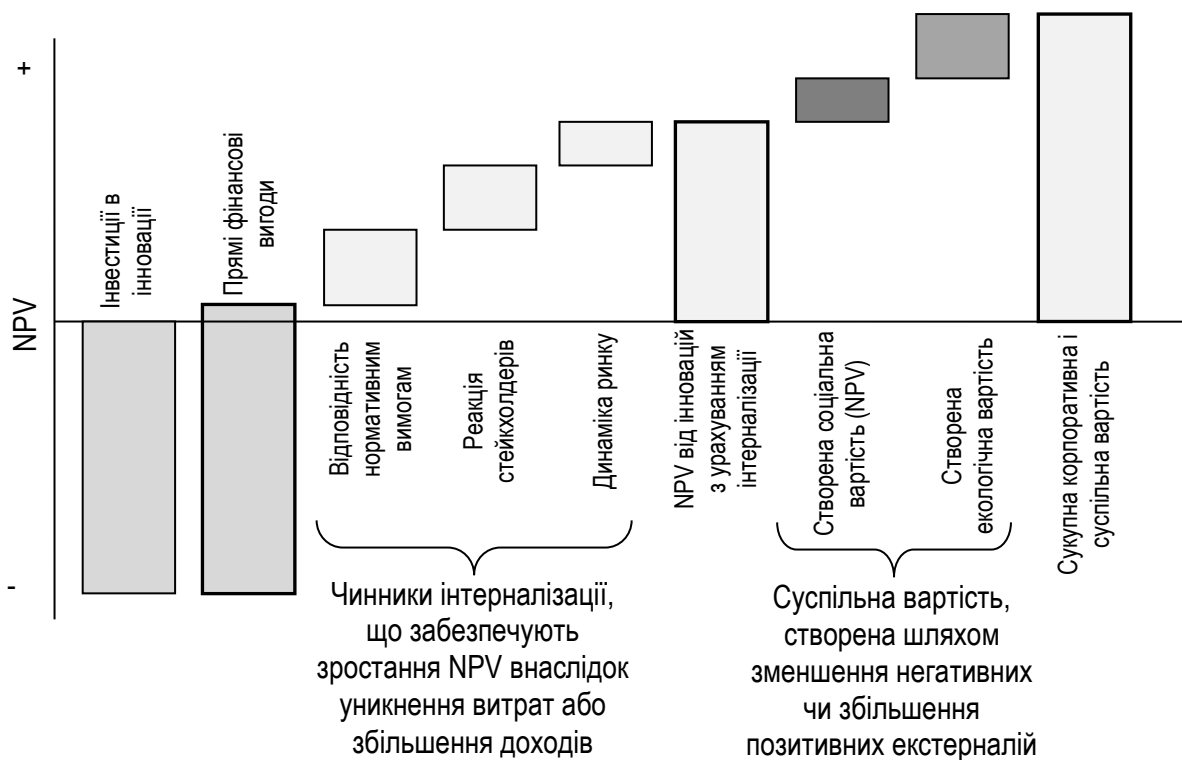 +
NPV
-
Інвестиції в
інновації
Прямі фінансові
вигоди
Відповідність
нормативним
вимогам
Реакція
стейкхолдерів
Динаміка ринку
NPV від інновацій
з урахуванням
інтерналізації
Створена соціальна
вартість (NPV)
Створена
екологічна вартість
Сукупна корпоративна і
суспільна вартість
Чинники інтерналізації,
що забезпечують
зростання NPV внаслідок
уникнення витрат або
збільшення доходів
Суспільна вартість,
створена шляхом
зменшення негативних
чи збільшення
позитивних екстерналій